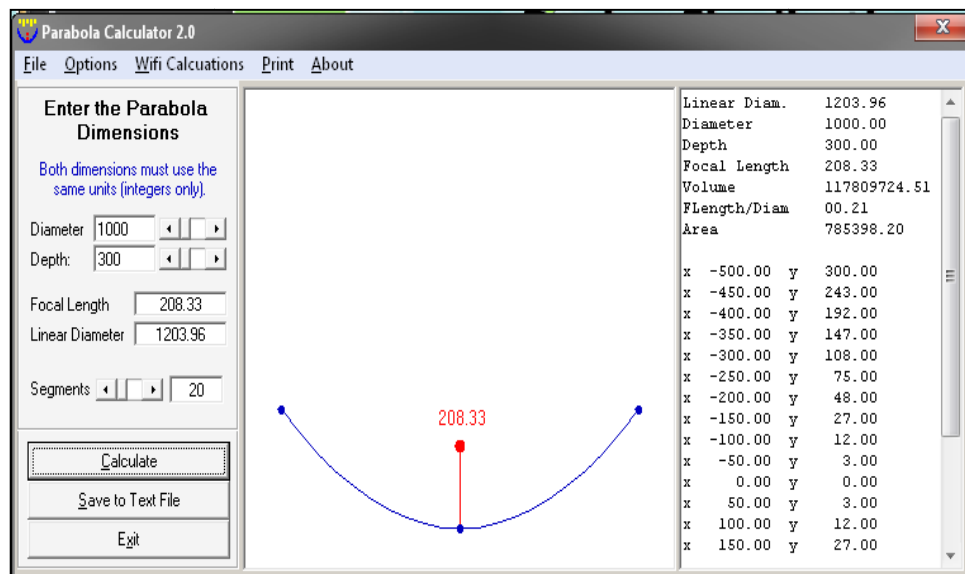 Parabola Calculator 2.0
X
File Options Wifi Calcuations Print About
Enter the Parabola
Dimensions
Both dimensions must use the
same units (integers only).
Diameter 1000
Depth: 300
Focal Length 208.33
Linear Diameter 1203.96
Segments 20
Calculate
Save to Text File
Exit
208.33
Linear Diam. 1203.96
Diameter 1000.00
Depth 300.00
Focal Length 208.33
Volume 117809724.51
FLength/Diam 00.21
Area 785398.20
x -500.00 y 300.00
x -450.00 y 243.00
x -400.00 y 192.00
x -350.00 y 147.00
x -300.00 y 108.00
x -250.00 y 75.00
x -200.00 y 48.00
x -150.00 y 27.00
x -100.00 y 12.00
x -50.00 y 3.00
x 0.00 y 0.00
x 50.00 y 3.00
x 100.00 y 12.00
x 150.00 y 27.00